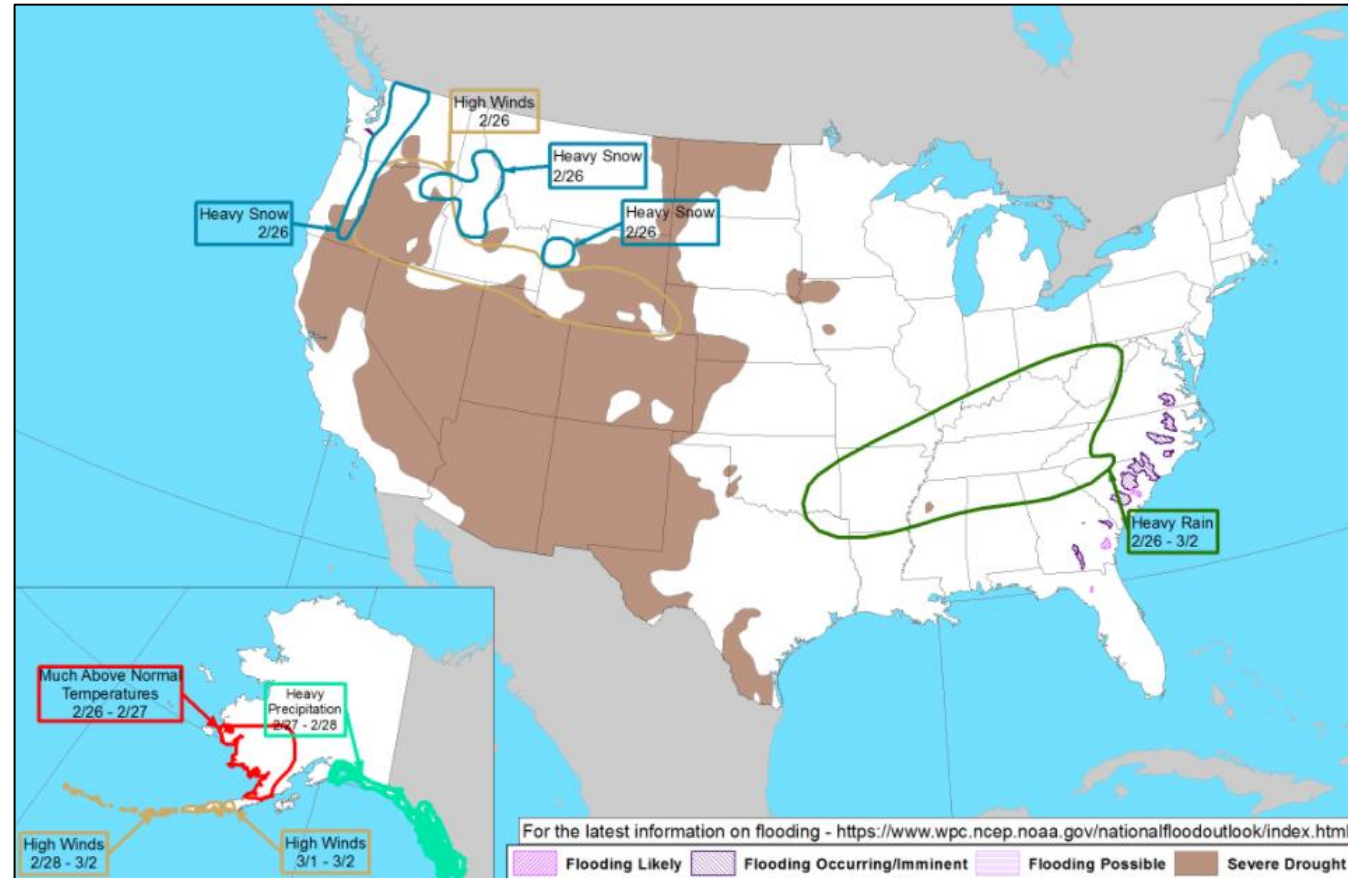 High Winds
2/26
Heavy Snow
2/26
Heavy Snow
2/26
Heavy Snow
2/26
Heavy Rain
2/26 - 3/2
Much Above Normal
Temperatures
2/26 - 2/27
Heavy
Precipitation
2/27 - 2/28
High Winds
2/28 - 3/2
High Winds
3/1 - 3/2
For the latest information on flooding - https://www.wpc.ncep.noaa.gov/nationalfloodoutlook/index.html
Flooding Likely
Flooding Occurring/Imminent
Flooding Possible
Severe Drought